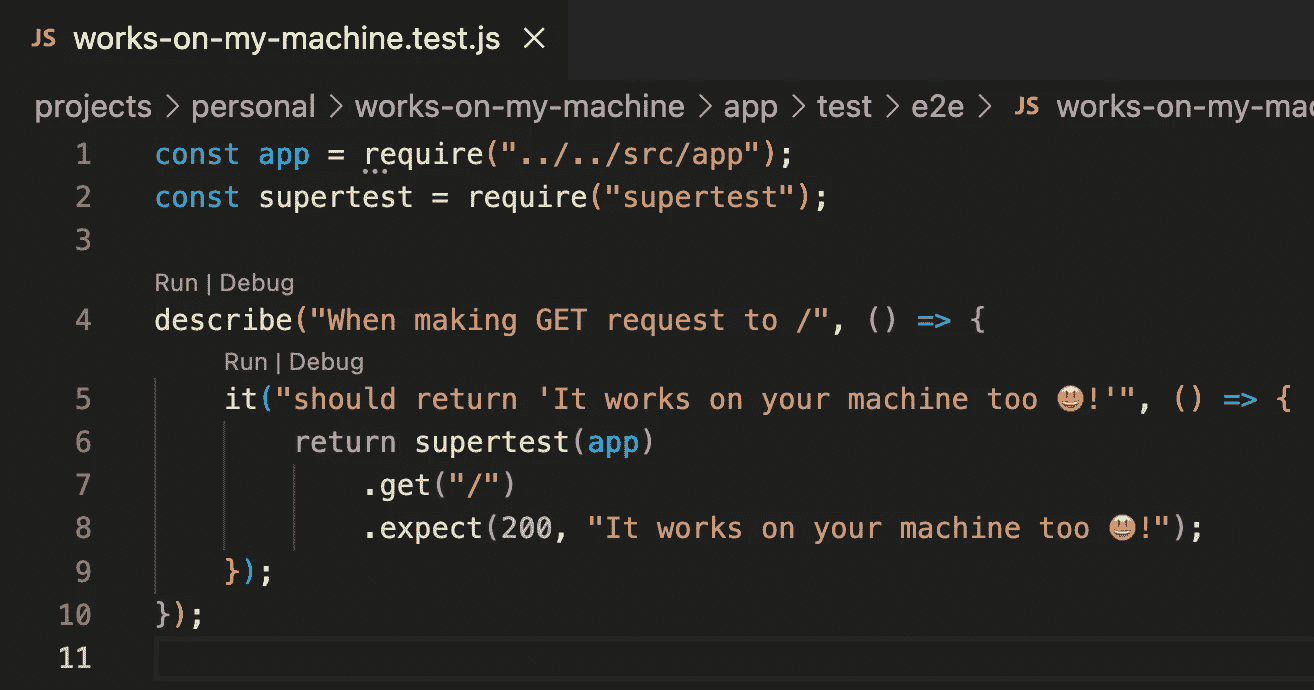 JS works-on-my-machine.test.js ×
projects > personal > works-on-my-machine > app > test > e2e > JS works-on-my-mac
1 const app = require("../../src/app");
2 const supertest = require("supertest");
3
Run | Debug
4 describe("When making GET request to /", () => {
Run | Debug
5 it("should return 'It works on your machine too 😃!'", () => {
6 return supertest(app)
7 .get("/")
8 .expect(200, "It works on your machine too 😃!");
9 });
10 });
11